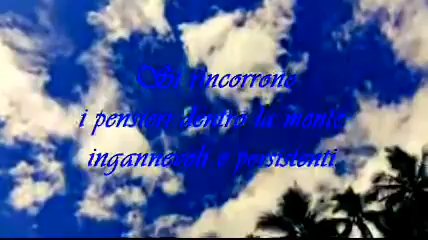 Si rincorrono
i pensieri dentro la mente
ingannevoli e persistenti